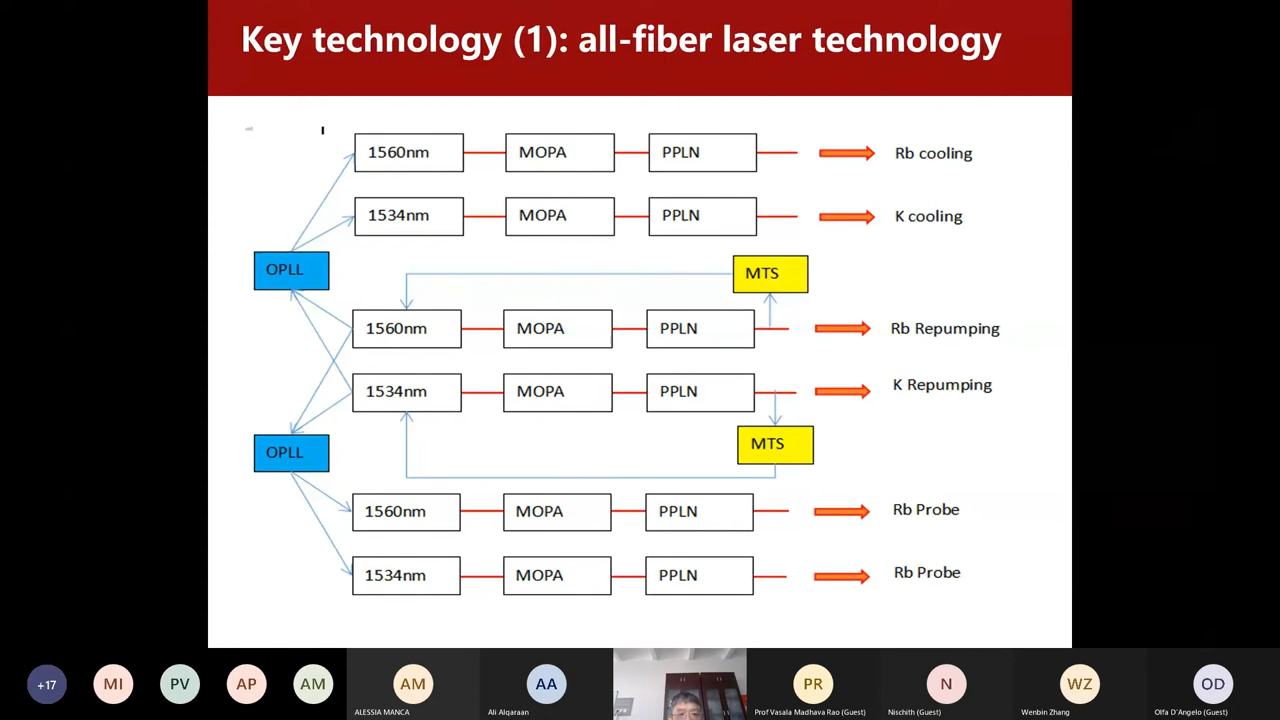 Key technology (1): all-fiber laser technology
1560nm MOPA PPLN Rb cooling
1534nm MOPA PPLN K cooling
OPLL MTS
1560nm MOPA PPLN Rb Repumping
1534nm MOPA PPLN K Repumping
OPLL MTS
1560nm MOPA PPLN Rb Probe
1534nm MOPA PPLN Rb Probe
+17 MI PV AP AM AM AA PR N WZ OD
ALESSIA MANCA Ali Alqaraan Prof Vasala Madhava Rao (Guest) Nischith (Guest) Wenbin Zhang Olfa D'Angelo (Guest)